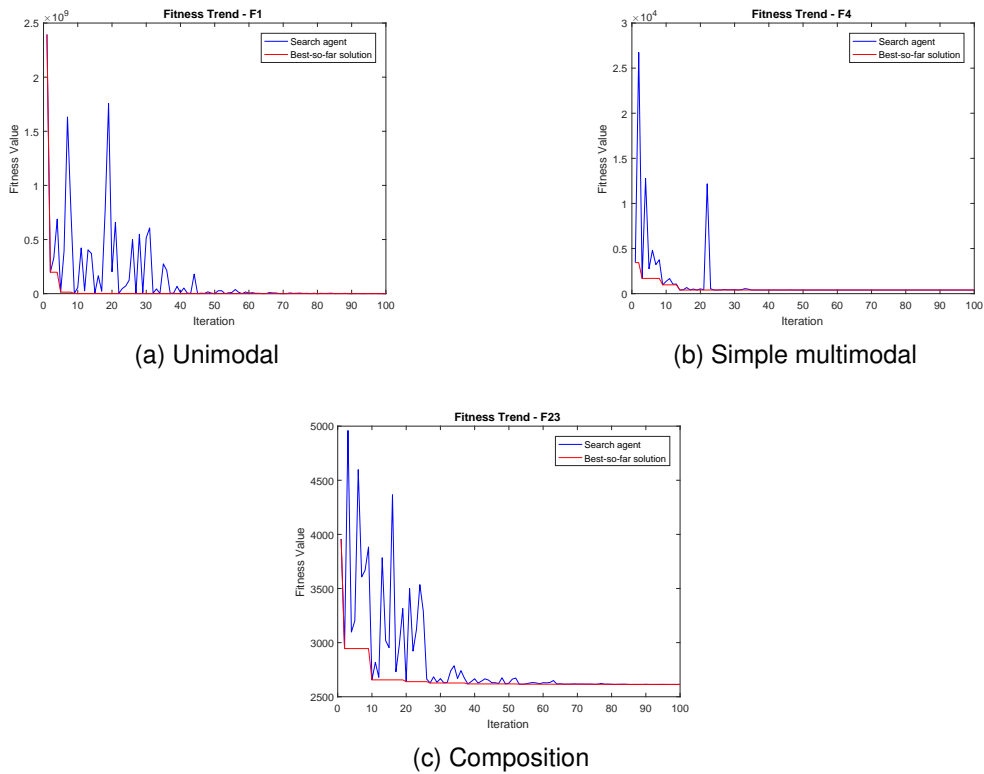 Fitness Trend - F1
×10⁹
2.5
2
1.5
1
0.5
0
Fitness Value
0 10 20 30 40 50 60 70 80 90 100
Iteration
Search agent
Best-so-far solution
(a) Unimodal
Fitness Trend - F4
×10⁴
3
2.5
2
1.5
1
0.5
0
Fitness Value
0 10 20 30 40 50 60 70 80 90 100
Iteration
Search agent
Best-so-far solution
(b) Simple multimodal
Fitness Trend - F23
5000
4500
4000
3500
3000
2500
Fitness Value
0 10 20 30 40 50 60 70 80 90 100
Iteration
Search agent
Best-so-far solution
(c) Composition